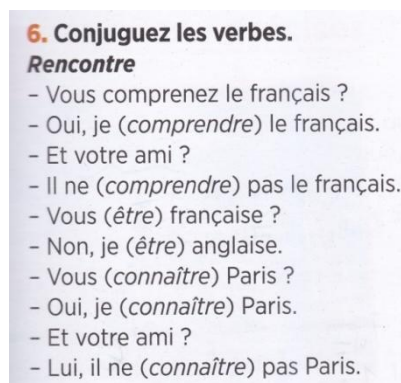 6. Conjuguez les verbes.
Rencontre
– Vous comprenez le français ?
– Oui, je (comprendre) le français.
– Et votre ami ?
– Il ne (comprendre) pas le français.
– Vous (être) française ?
– Non, je (être) anglaise.
– Vous (connaître) Paris ?
– Oui, je (connaître) Paris.
– Et votre ami ?
– Lui, il ne (connaître) pas Paris.